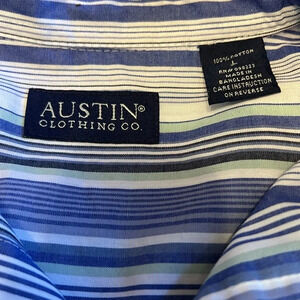 AUSTIN®
CLOTHING CO.
100% COTTON
L
MADE IN
BANGLADESH
CARE INSTRUCTION
ON REVERSE